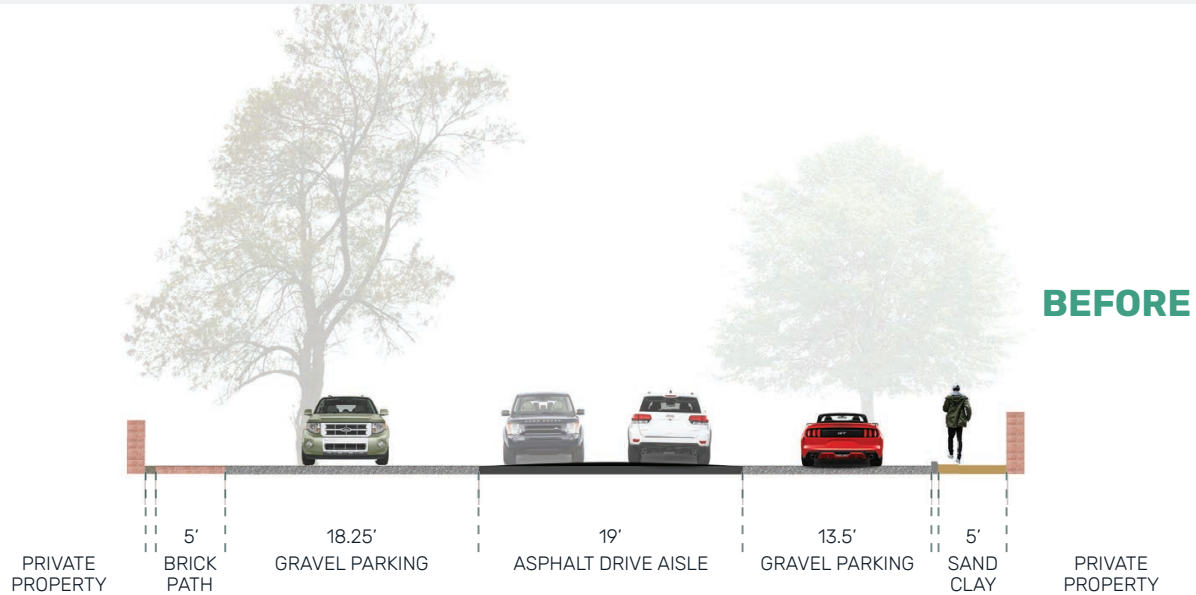 BEFORE
5′
18.25′
19′
13.5′
5′
PRIVATE
PROPERTY
BRICK
PATH
GRAVEL PARKING
ASPHALT DRIVE AISLE
GRAVEL PARKING
SAND
CLAY
PRIVATE
PROPERTY